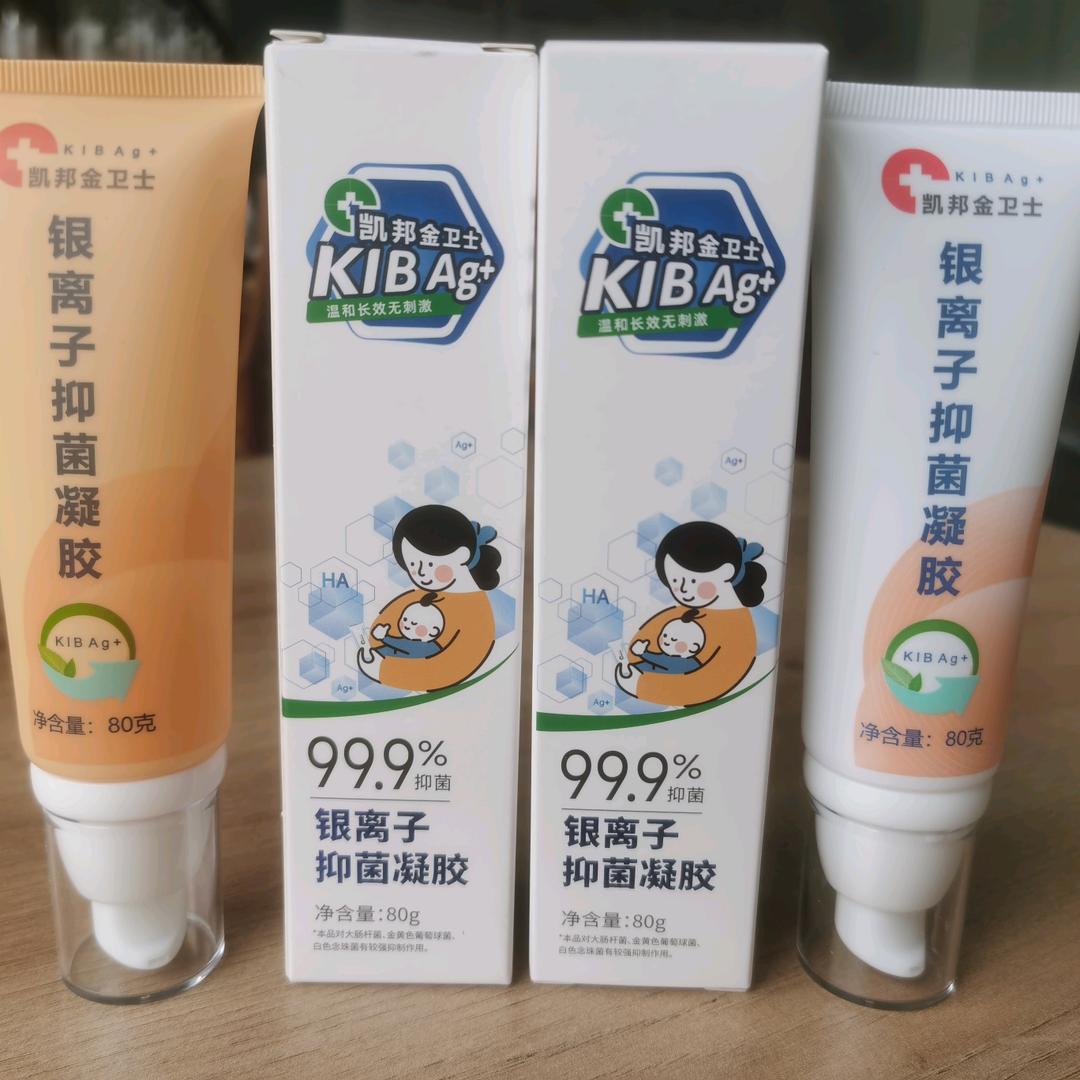 KIB Ag+
凯邦金卫士
银离子抑菌凝胶
KIB Ag+
净含量：80克
凯邦金卫士
KIB Ag+
温和长效无刺激
Ag+
HA
Ag+
99.9%
抑菌
银离子
抑菌凝胶
净含量：80g
*本品对大肠杆菌、金黄色葡萄球菌、
白色念珠菌有较强抑制作用。
凯邦金卫士
KIB Ag+
温和长效无刺激
Ag+
HA
Ag+
99.9%
抑菌
银离子
抑菌凝胶
净含量：80g
*本品对大肠杆菌、金黄色葡萄球菌、
白色念珠菌有较强抑制作用。
KIB Ag+
凯邦金卫士
银离子抑菌凝胶
KIB Ag+
净含量：80克